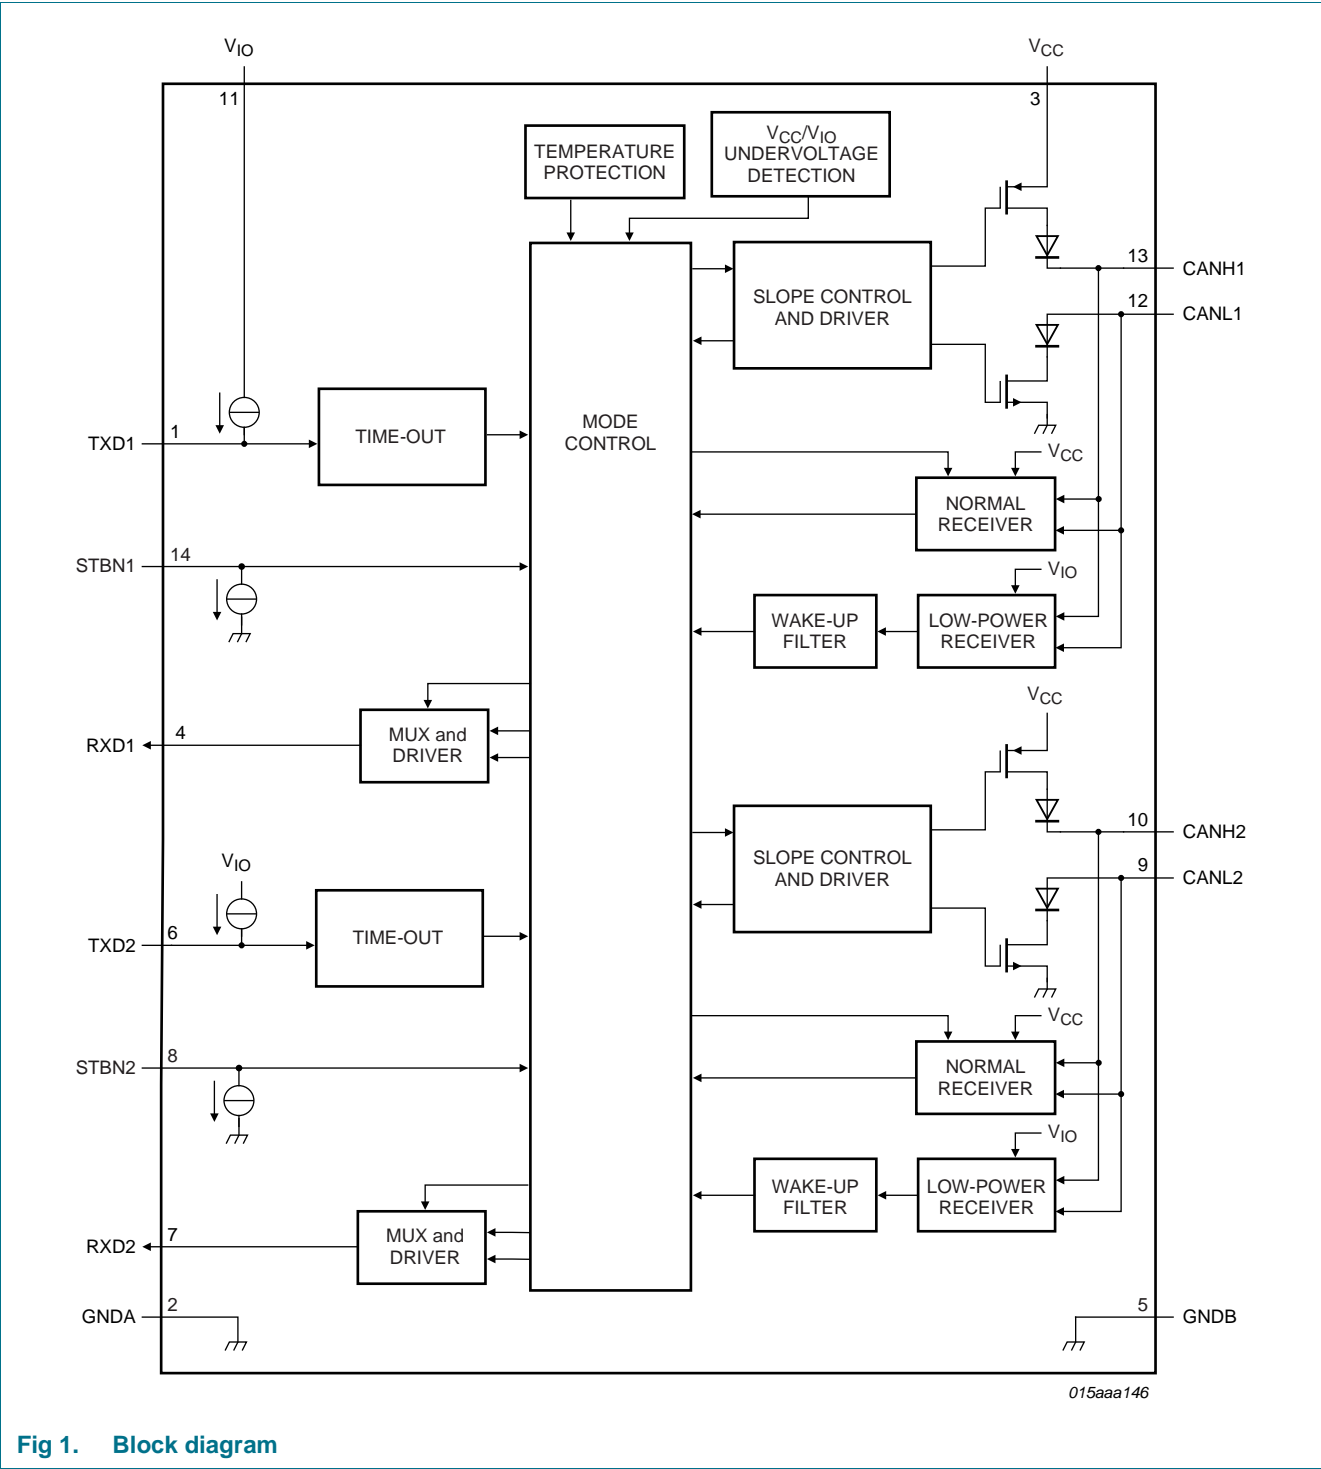 VIO
VCC
11
3
TEMPERATURE
PROTECTION
VCC/VIO
UNDERVOLTAGE
DETECTION
SLOPE CONTROL
AND DRIVER
13
CANH1
12
CANL1
MODE
CONTROL
TXD1
1
TIME-OUT
VCC
NORMAL
RECEIVER
STBN1
14
VIO
WAKE-UP
FILTER
LOW-POWER
RECEIVER
VCC
RXD1
4
MUX and
DRIVER
SLOPE CONTROL
AND DRIVER
10
CANH2
9
CANL2
VIO
TXD2
6
TIME-OUT
VCC
NORMAL
RECEIVER
STBN2
8
VIO
WAKE-UP
FILTER
LOW-POWER
RECEIVER
RXD2
7
MUX and
DRIVER
GNDA
2
5
GNDB
015aaa146
Fig 1. Block diagram